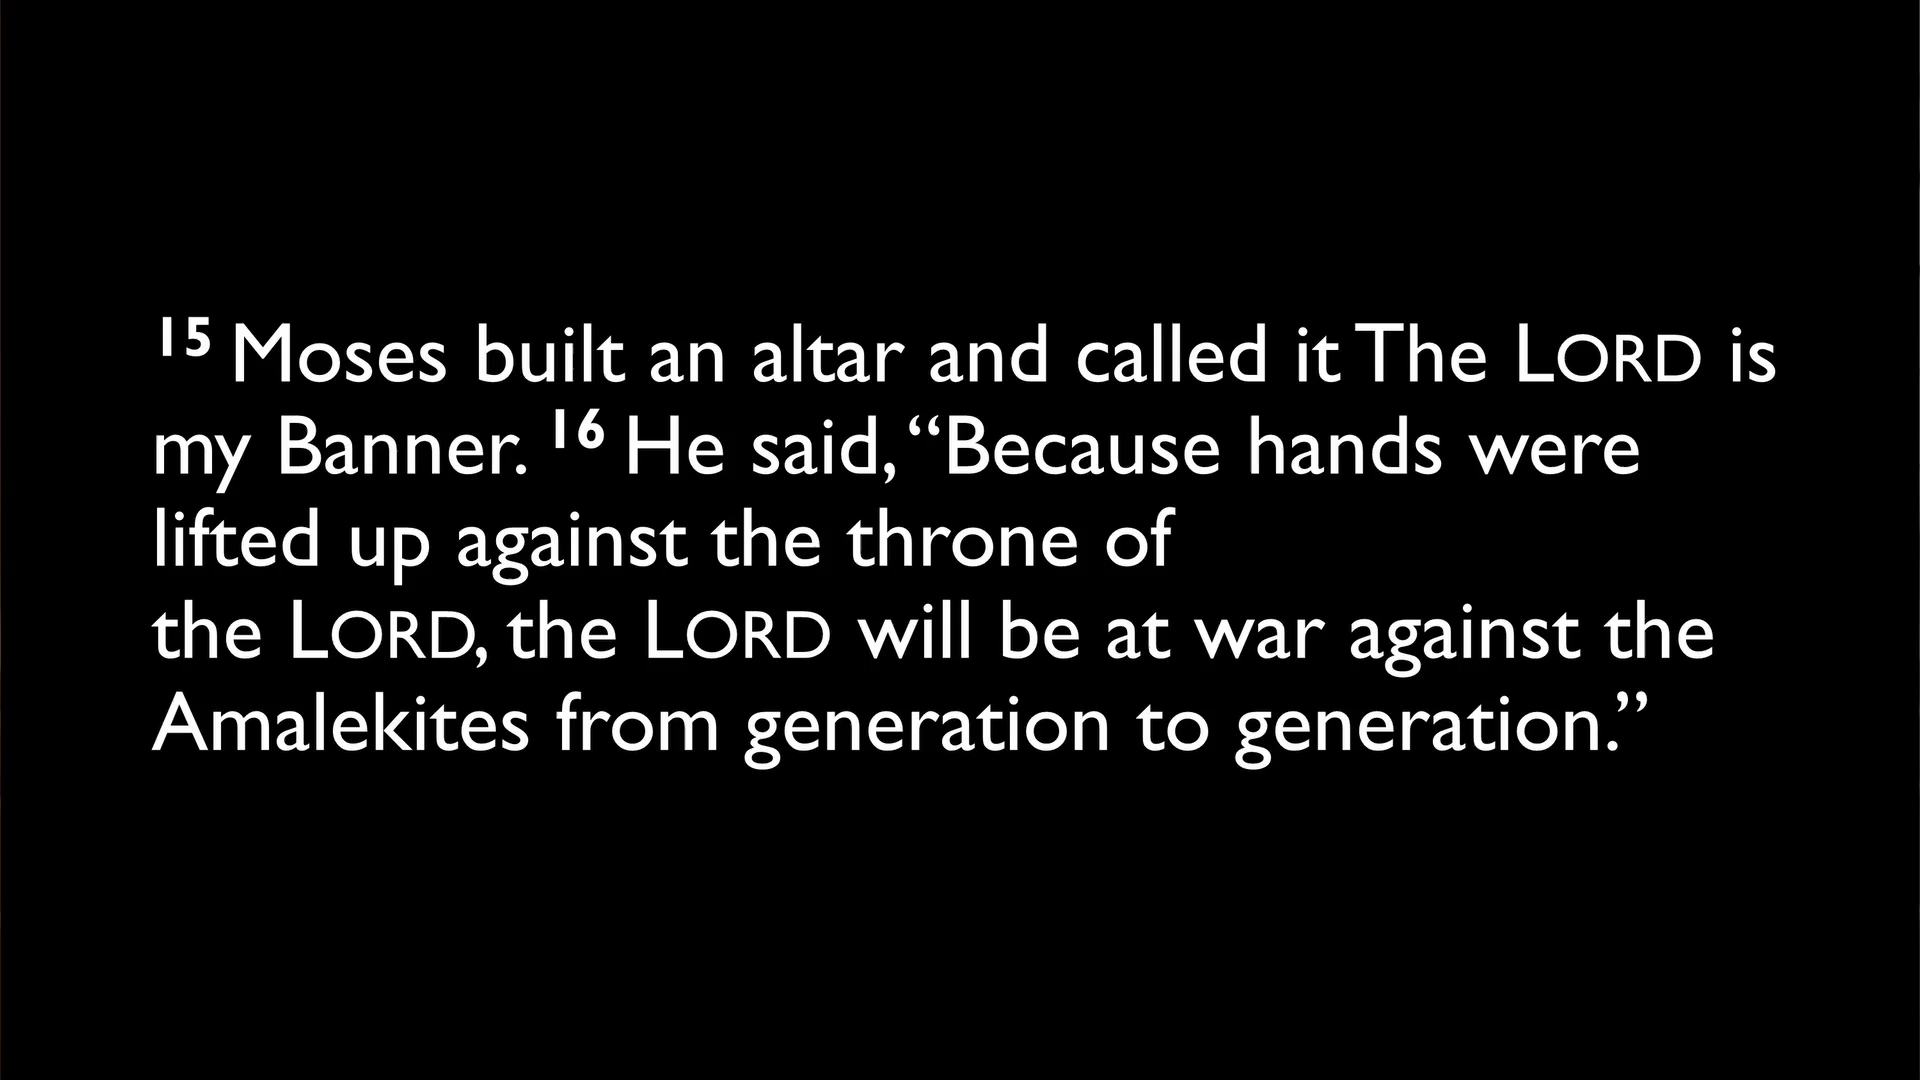 15 Moses built an altar and called it The LORD is
my Banner. 16 He said, “Because hands were
lifted up against the throne of
the LORD, the LORD will be at war against the
Amalekites from generation to generation.”